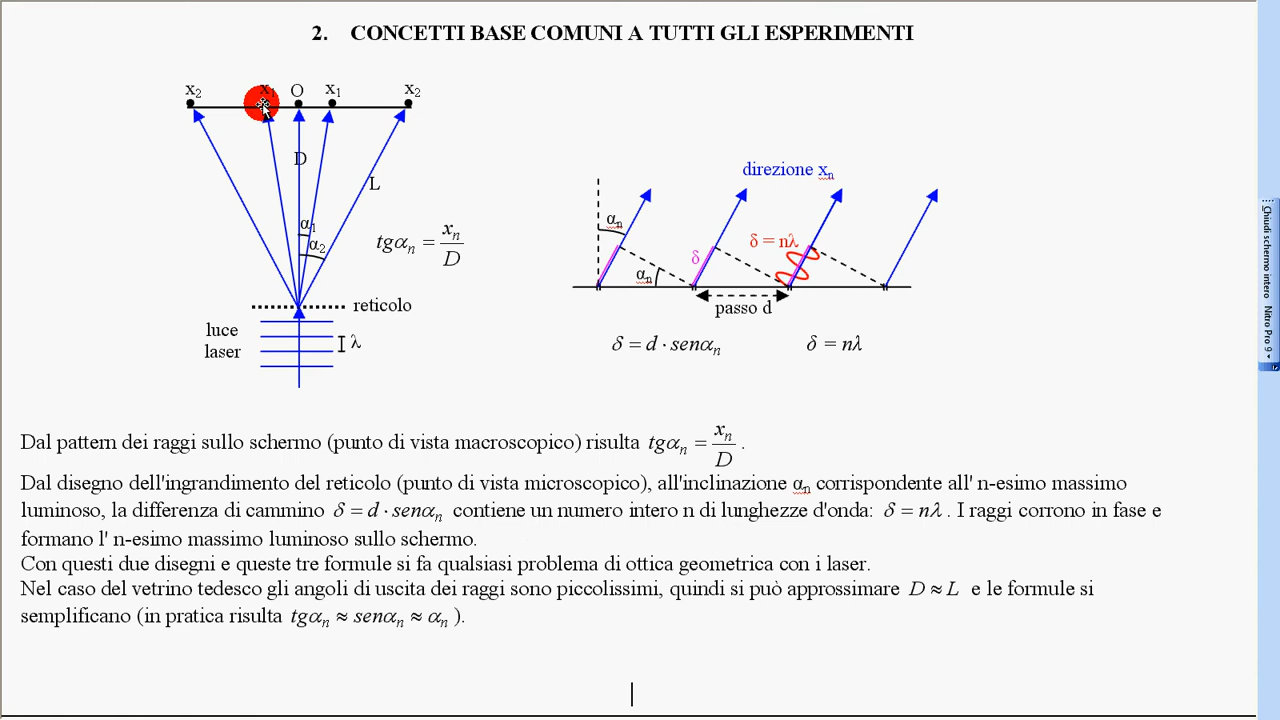 2. CONCETTI BASE COMUNI A TUTTI GLI ESPERIMENTI
x₂ x₁ O x₁ x₂
D
L
α₁
α₂
tgαₙ = xₙ/D
reticolo
luce
laser
λ
direzione xₙ
αₙ
δ
δ = nλ
αₙ
passo d
δ = d · senαₙ
δ = nλ
Dal pattern dei raggi sullo schermo (punto di vista macroscopico) risulta tgαₙ = xₙ/D .
Dal disegno dell'ingrandimento del reticolo (punto di vista microscopico), all'inclinazione αₙ corrispondente all' n-esimo massimo
luminoso, la differenza di cammino δ = d · senαₙ contiene un numero intero n di lunghezze d'onda: δ = nλ . I raggi corrono in fase e
formano l' n-esimo massimo luminoso sullo schermo.
Con questi due disegni e queste tre formule si fa qualsiasi problema di ottica geometrica con i laser.
Nel caso del vetrino tedesco gli angoli di uscita dei raggi sono piccolissimi, quindi si può approssimare D ≈ L e le formule si
semplificano (in pratica risulta tgαₙ ≈ senαₙ ≈ αₙ ).
Chiudi schermo intero Nitro Pro 9